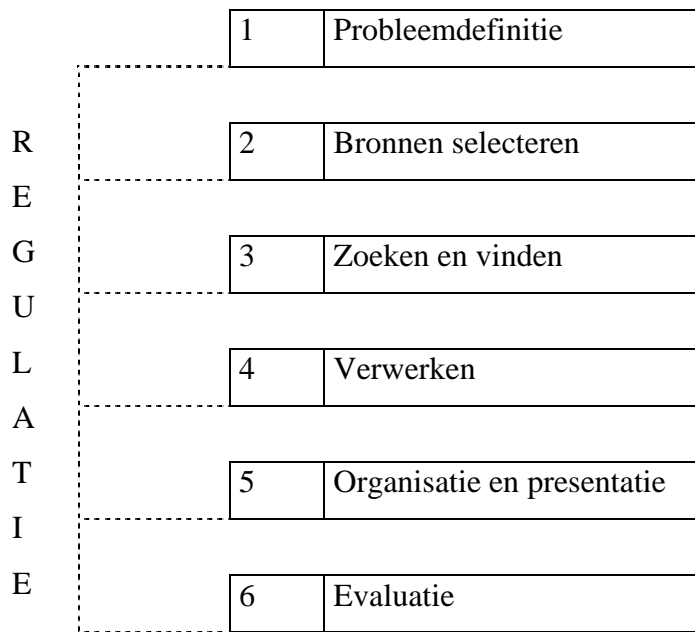 1 Probleemdefinitie
2 Bronnen selecteren
3 Zoeken en vinden
4 Verwerken
5 Organisatie en presentatie
6 Evaluatie
R
E
G
U
L
A
T
I
E